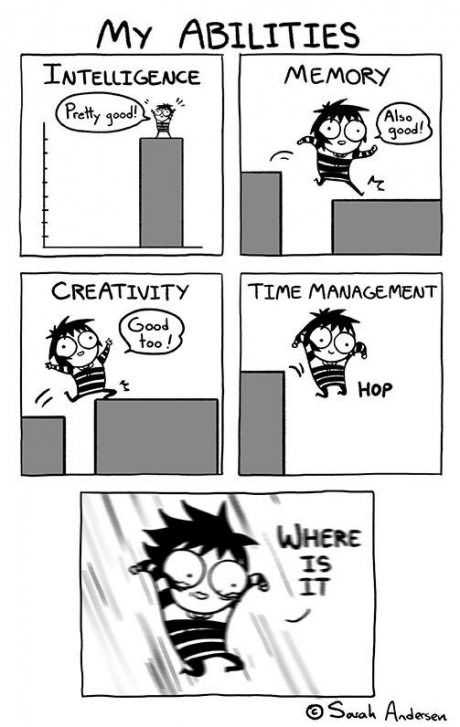 MY ABILITIES
INTELLIGENCE
Pretty good!
MEMORY
Also
good!
CREATIVITY
Good
too!
TIME MANAGEMENT
HOP
WHERE
IS
IT
© Sarah Andersen